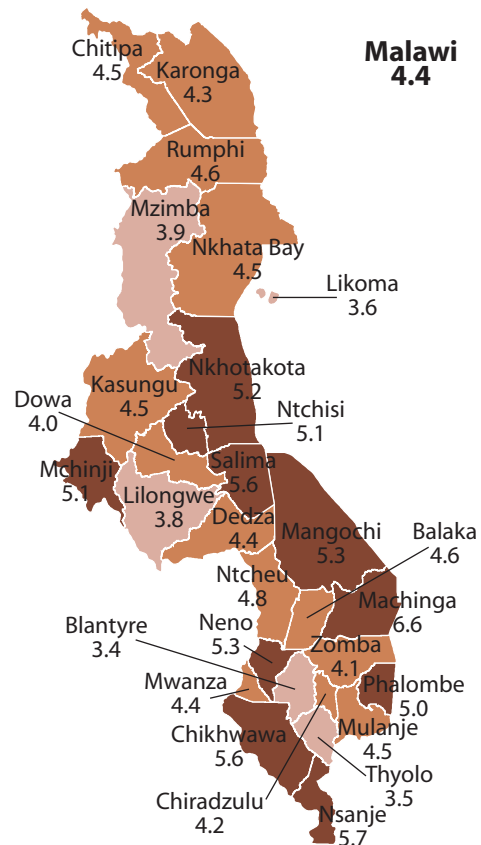 Malawi
4.4
Chitipa
4.5
Karonga
4.3
Rumphi
4.6
Mzimba
3.9
Nkhata Bay
4.5
Likoma
3.6
Nkhotakota
5.2
Kasungu
4.5
Dowa
4.0
Ntchisi
5.1
Mchinji
5.1
Salima
5.6
Lilongwe
3.8
Dedza
4.4
Mangochi
5.3
Balaka
4.6
Ntcheu
4.8
Machinga
6.6
Blantyre
3.4
Neno
5.3
Zomba
4.1
Mwanza
4.4
Phalombe
5.0
Chikhwawa
5.6
Mulanje
4.5
Thyolo
3.5
Chiradzulu
4.2
Nsanje
5.7